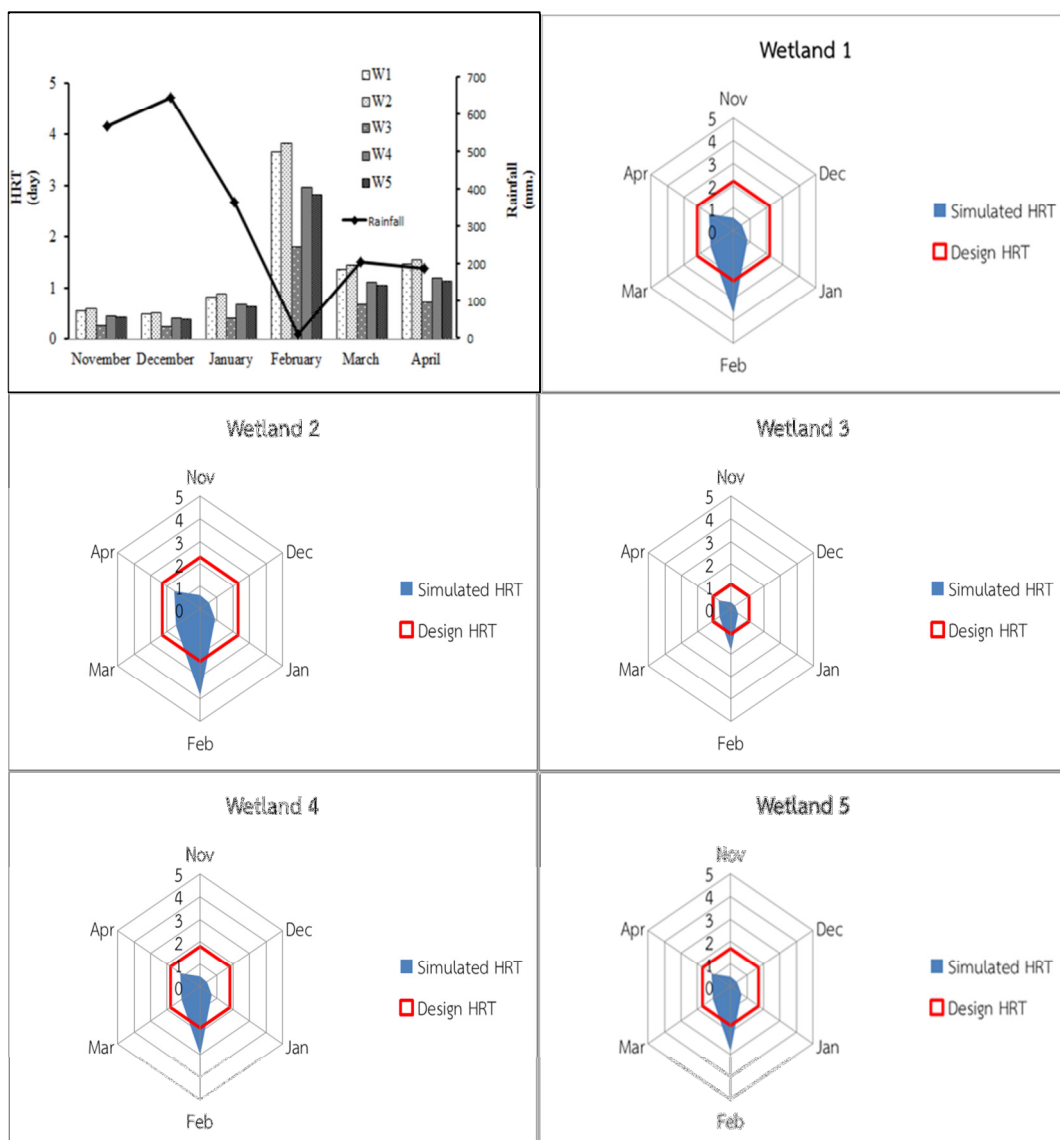 5
4
3
2
1
0
HRT
(day)
W1
W2
W3
W4
W5
Rainfall
700
600
500
400
300
200
100
0
Rainfall
(mm.)
November December January February March April
Wetland 1
Nov
Dec
Jan
Feb
Mar
Apr
5
4
3
2
1
0
Simulated HRT
Design HRT
Wetland 2
Nov
Dec
Jan
Feb
Mar
Apr
5
4
3
2
1
0
Simulated HRT
Design HRT
Wetland 3
Nov
Dec
Jan
Feb
Mar
Apr
5
4
3
2
1
0
Simulated HRT
Design HRT
Wetland 4
Nov
Dec
Jan
Feb
Mar
Apr
5
4
3
2
1
0
Simulated HRT
Design HRT
Wetland 5
Nov
Dec
Jan
Feb
Mar
Apr
5
4
3
2
1
0
Simulated HRT
Design HRT